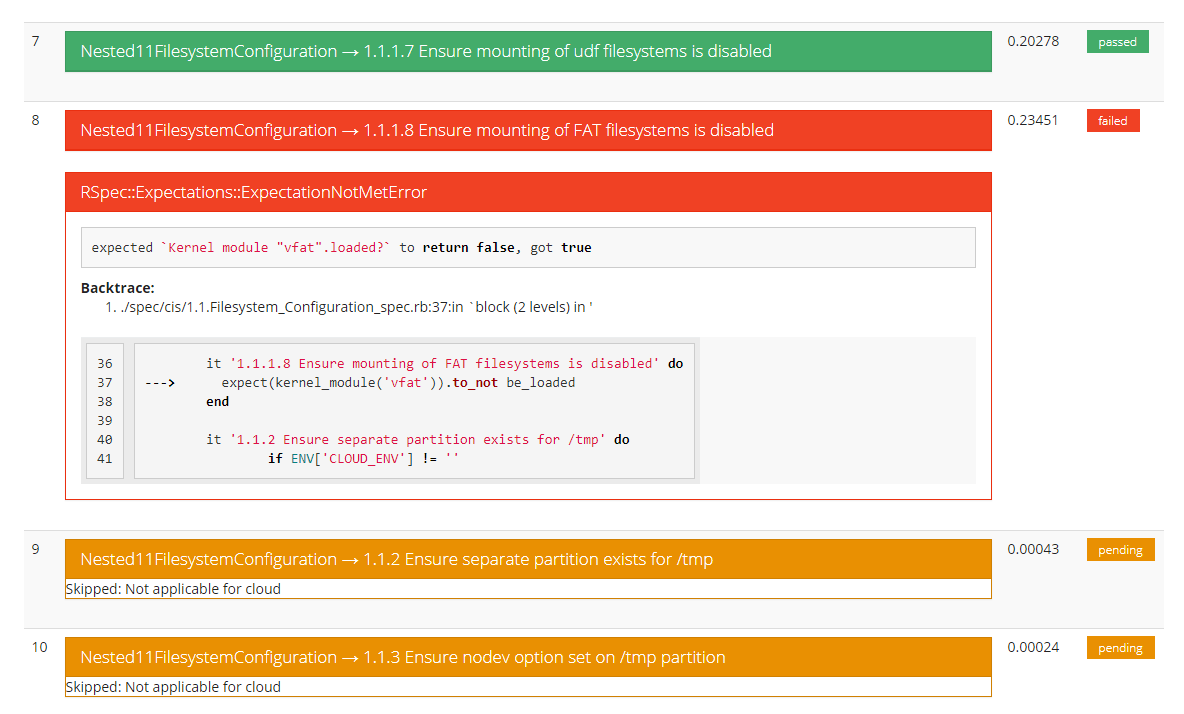 7
Nested11FilesystemConfiguration → 1.1.1.7 Ensure mounting of udf filesystems is disabled
0.20278
passed
8
Nested11FilesystemConfiguration → 1.1.1.8 Ensure mounting of FAT filesystems is disabled
0.23451
failed
RSpec::Expectations::ExpectationNotMetError
expected `Kernel module "vfat".loaded?` to return false, got true
Backtrace:
1. ./spec/cis/1.1.Filesystem_Configuration_spec.rb:37:in `block (2 levels) in '
36 it '1.1.1.8 Ensure mounting of FAT filesystems is disabled' do
37 ---> expect(kernel_module('vfat')).to_not be_loaded
38 end
39
40 it '1.1.2 Ensure separate partition exists for /tmp' do
41 if ENV['CLOUD_ENV'] != ''
9
Nested11FilesystemConfiguration → 1.1.2 Ensure separate partition exists for /tmp
0.00043
pending
Skipped: Not applicable for cloud
10
Nested11FilesystemConfiguration → 1.1.3 Ensure nodev option set on /tmp partition
0.00024
pending
Skipped: Not applicable for cloud